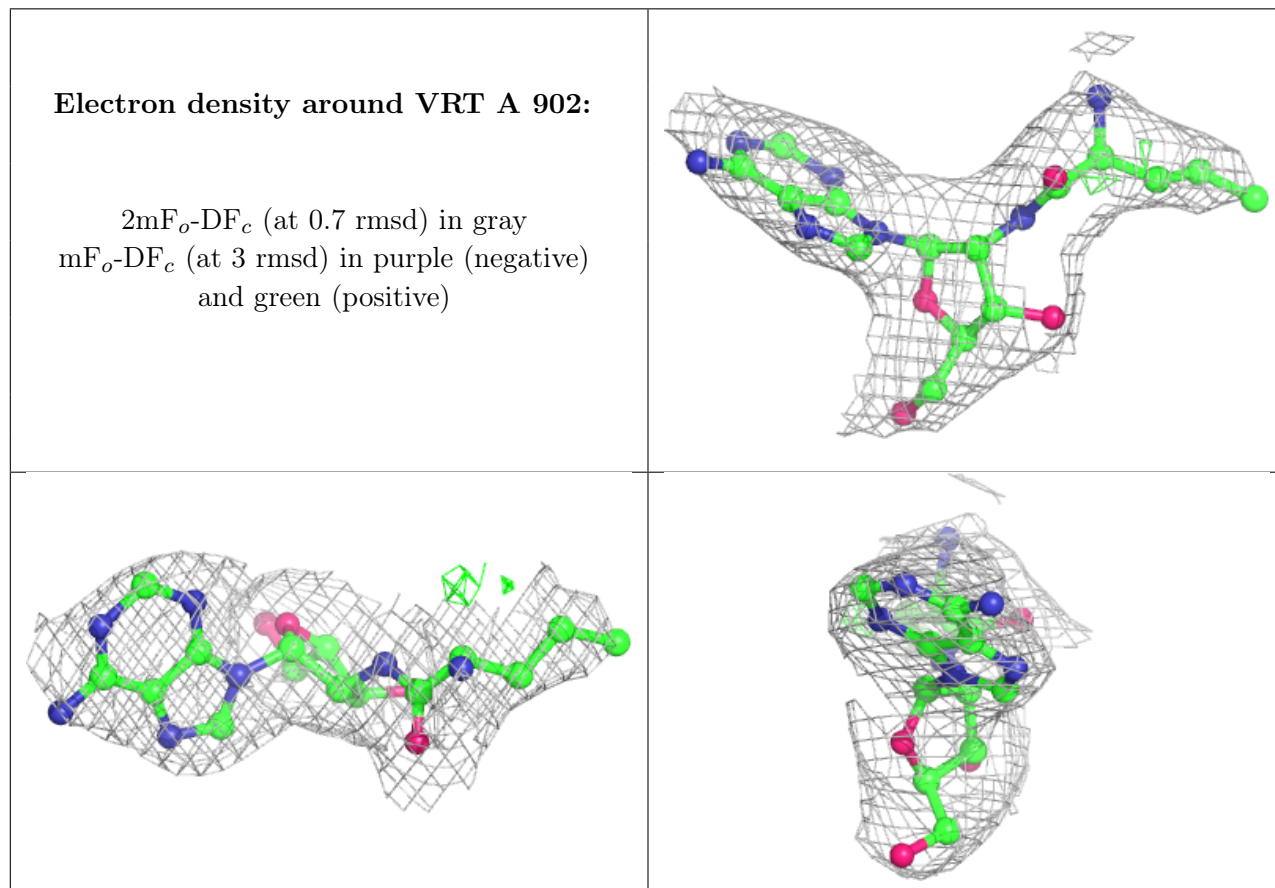 Electron density around VRT A 902:
2mFo-DFc (at 0.7 rmsd) in gray
mFo-DFc (at 3 rmsd) in purple (negative)
and green (positive)